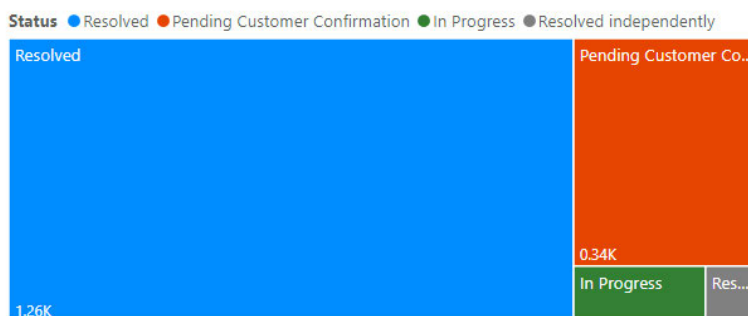 Status Resolved Pending Customer Confirmation In Progress Resolved independently
Resolved
Pending Customer Co...
1.26K
0.34K
In Progress
Res...